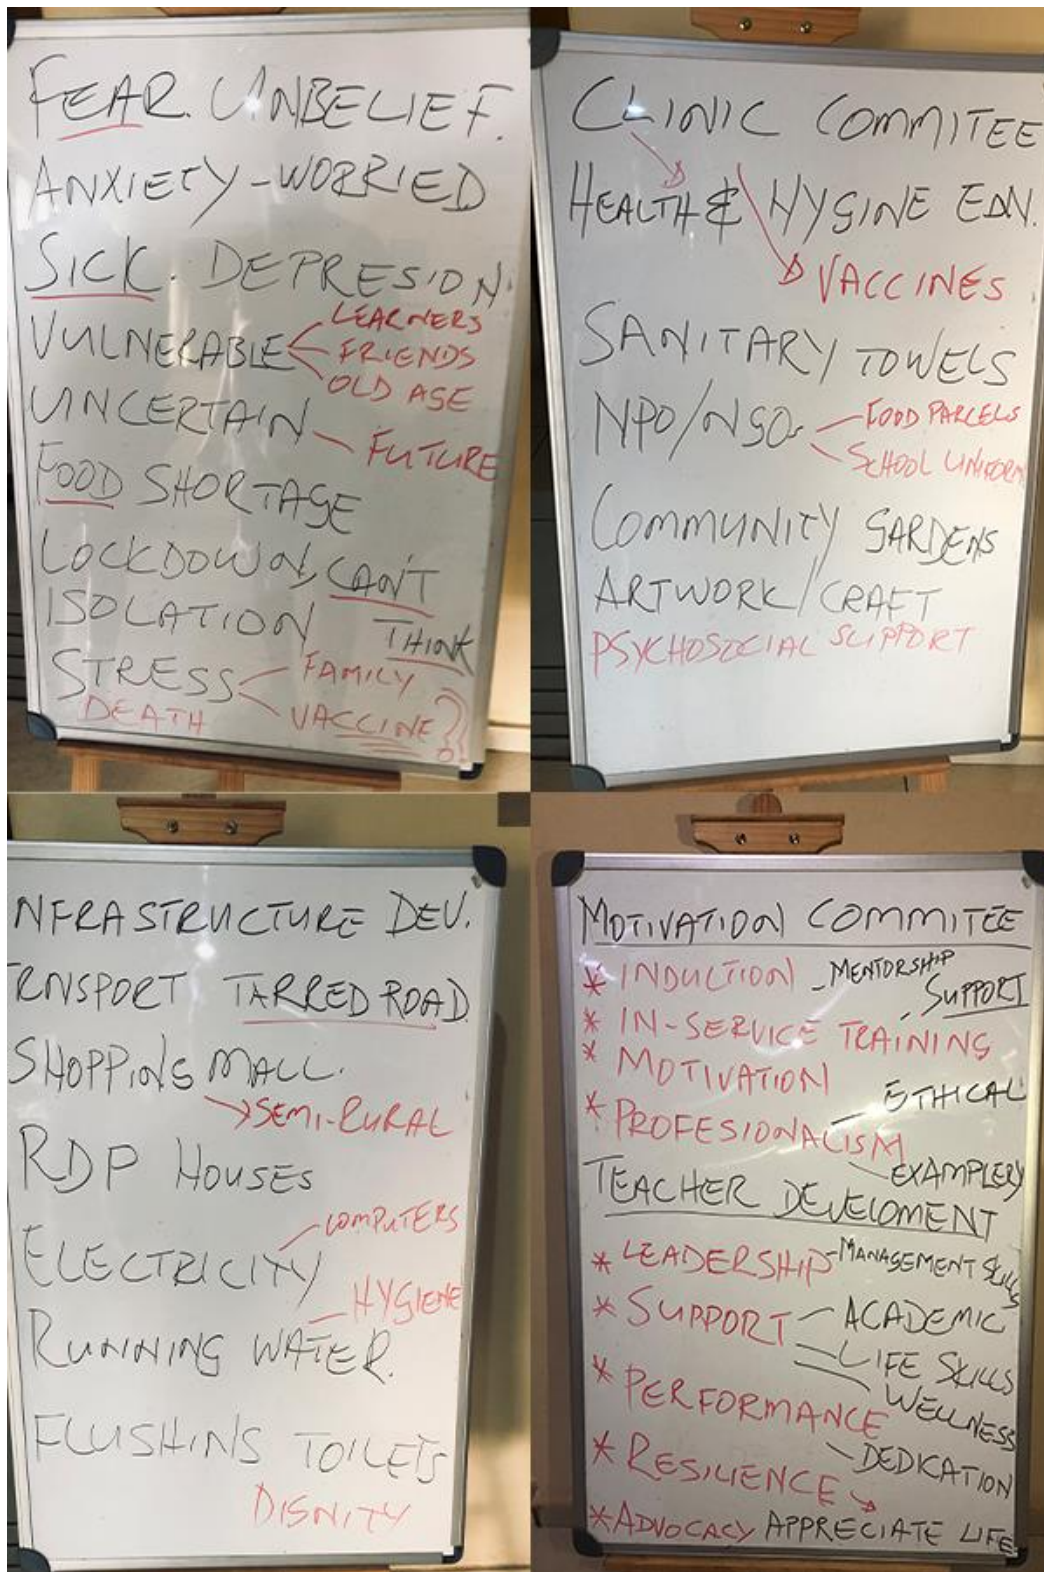 FEAR. UNBELIEF.
ANXIETY-WORRIED
SICK. DEPRESION.
VULNERABLE LEARNERS
FRIENDS
OLD AGE
UNCERTAIN FUTURE
FOOD SHORTAGE
LOCKDOWN, CAN'T
ISOLATION THINK
STRESS FAMILY
DEATH VACCINE??
CLINIC COMMITEE
HEALTH & HYGINE EDN.
VACCINES
SANITARY TOWELS
NPO/NGOs FOOD PARCELS
SCHOOL UNIFORM
COMMUNITY GARDENS
ARTWORK/CRAFT
PSYCHOSOCIAL SUPPORT
NFRASTRUCTURE DEV.
TRNSPORT TARRED ROAD
SHOPPING MALL.
SEMI-RURAL
RDP HOUSES
COMPUTERS
ELECTRICITY
HYGIENE
RUNNING WATER.
FLUSHING TOILETS
DIGNITY
MOTIVATION COMMITEE
* INDUCTION - MENTORSHIP
SUPPORT
* IN-SERVICE TRAINING
* MOTIVATION
ETHICAL
* PROFESIONALISM
EXAMPLERY
TEACHER DEVELOMENT
* LEADERSHIP - MANAGEMENT SKILLS
* SUPPORT ACADEMIC
LIFE SKILLS
WELLNESS
* PERFORMANCE
DEDICATION
* RESILIENCE
* ADVOCACY APPRECIATE LIFE